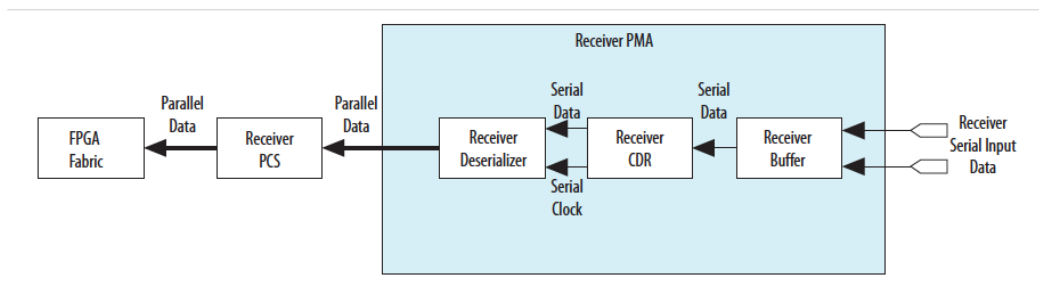 Receiver PMA
Parallel
Data
Parallel
Data
Serial
Data
Serial
Data
FPGA
Fabric
Receiver
PCS
Receiver
Deserializer
Receiver
CDR
Receiver
Buffer
Receiver
Serial Input
Data
Serial
Clock